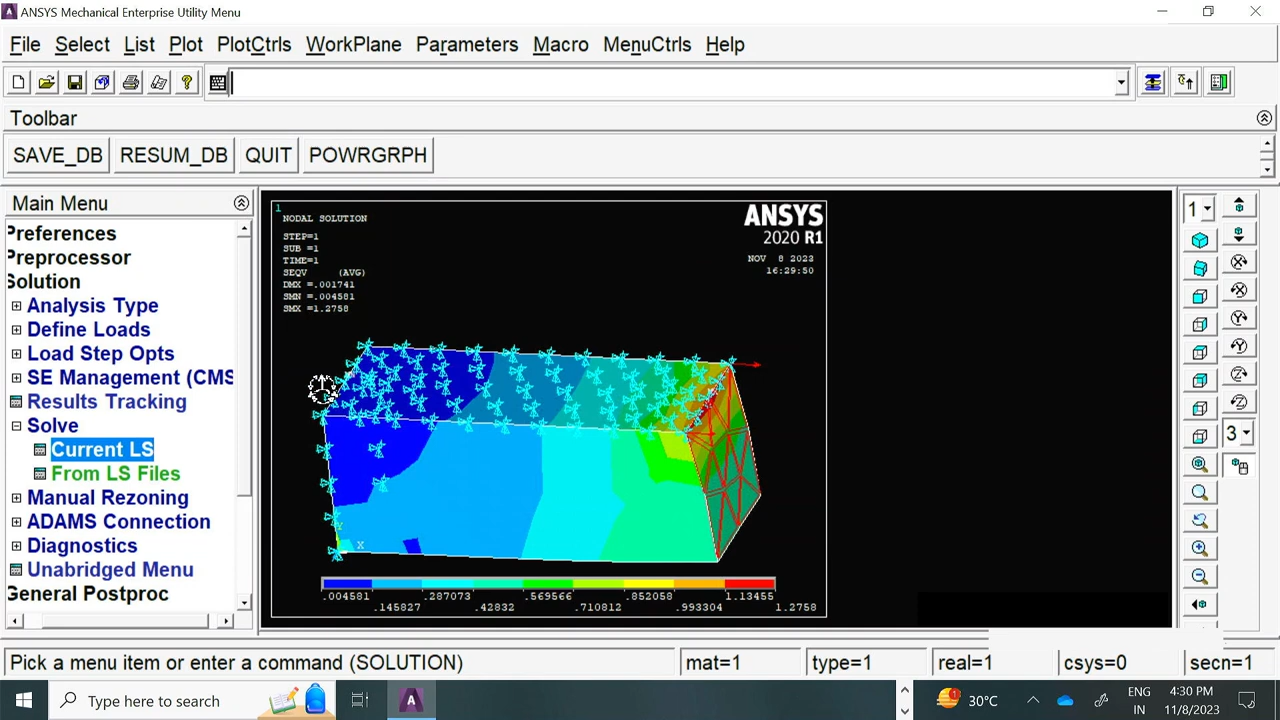 ANSYS Mechanical Enterprise Utility Menu
File Select List Plot PlotCtrls WorkPlane Parameters Macro MenuCtrls Help
Toolbar
SAVE_DB RESUM_DB QUIT POWRGRPH
Main Menu
Preferences
Preprocessor
Solution
Analysis Type
Define Loads
Load Step Opts
SE Management (CMS
Results Tracking
Solve
Current LS
From LS Files
Manual Rezoning
ADAMS Connection
Diagnostics
Unabridged Menu
General Postproc
1
NODAL SOLUTION
STEP=1
SUB =1
TIME=1
SEQV (AVG)
DMX =.001741
SMN =.004581
SMX =1.2758
ANSYS
2020 R1
NOV 8 2023
16:29:50
Y
X
.004581 .287073 .569566 .852058 1.13455
.145827 .42832 .710812 .993304 1.2758
1
3
Pick a menu item or enter a command (SOLUTION) mat=1 type=1 real=1 csys=0 secn=1
Type here to search
1
30°C
ENG
IN
4:30 PM
11/8/2023